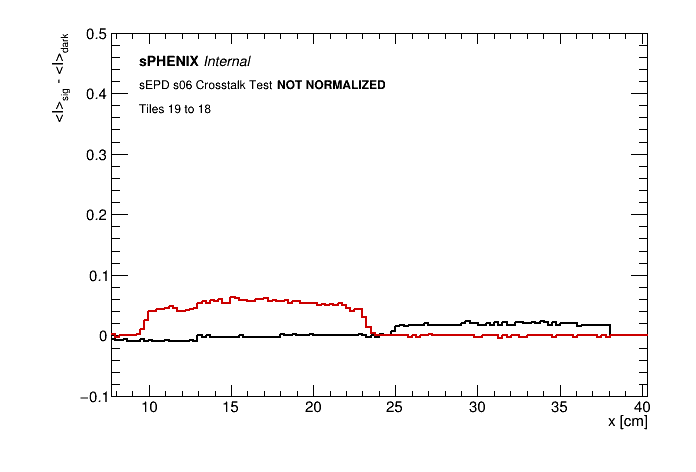 <I>sig - <I>dark
0.5
0.4
0.3
0.2
0.1
0
−0.1
sPHENIX Internal
sEPD s06 Crosstalk Test NOT NORMALIZED
Tiles 19 to 18
10 15 20 25 30 35 40
x [cm]